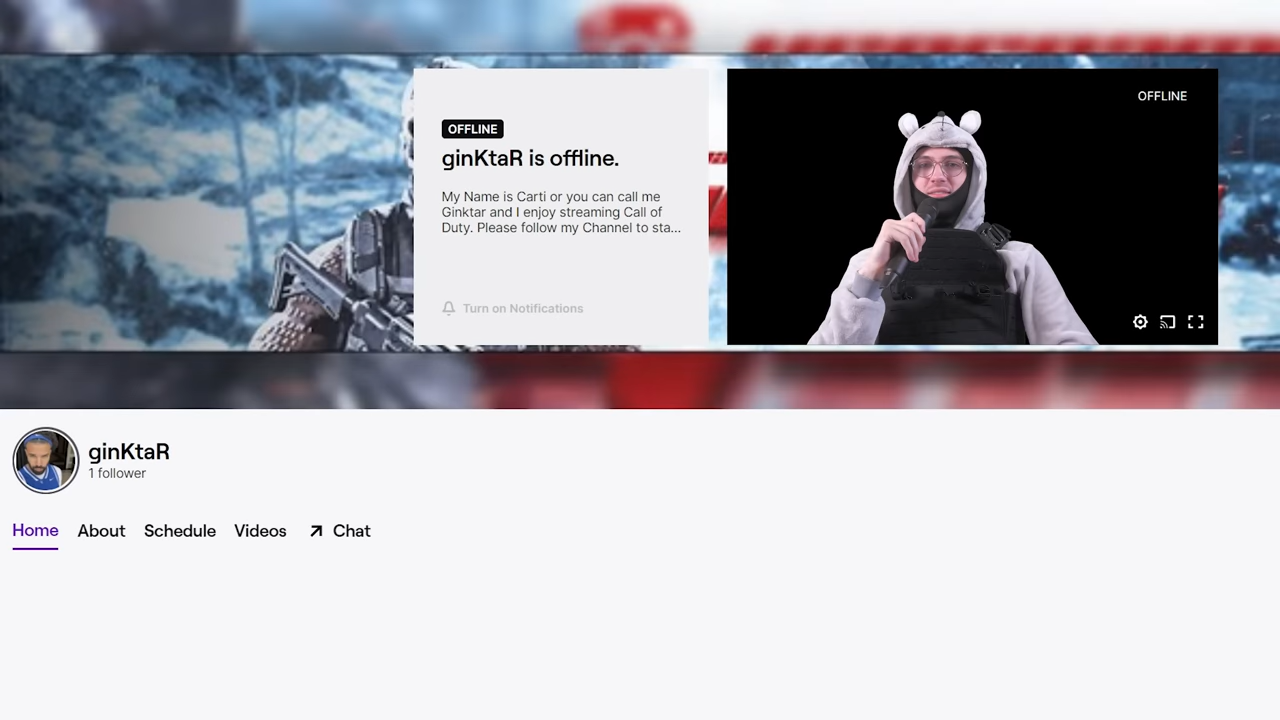 OFFLINE
OFFLINE
ginKtaR is offline.
My Name is Carti or you can call me
Ginktar and I enjoy streaming Call of
Duty. Please follow my Channel to sta...
Turn on Notifications
ginKtaR
1 follower
Home About Schedule Videos Chat